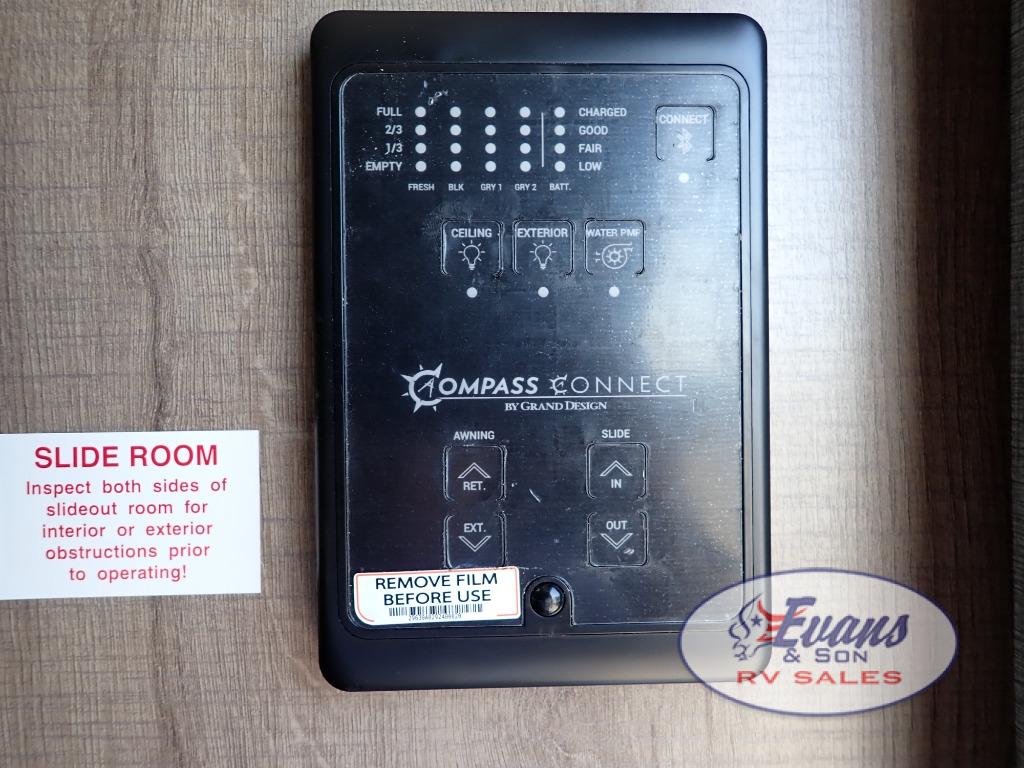 FULL CHARGED
2/3 GOOD
1/3 FAIR
EMPTY LOW
FRESH BLK GRY 1 GRY 2 BATT.
CONNECT
CEILING EXTERIOR WATER PMP
COMPASS CONNECT
BY GRAND DESIGN
AWNING SLIDE
RET. IN
EXT. OUT
REMOVE FILM
BEFORE USE
SLIDE ROOM
Inspect both sides of
slideout room for
interior or exterior
obstructions prior
to operating!
Evans
& SON
RV SALES